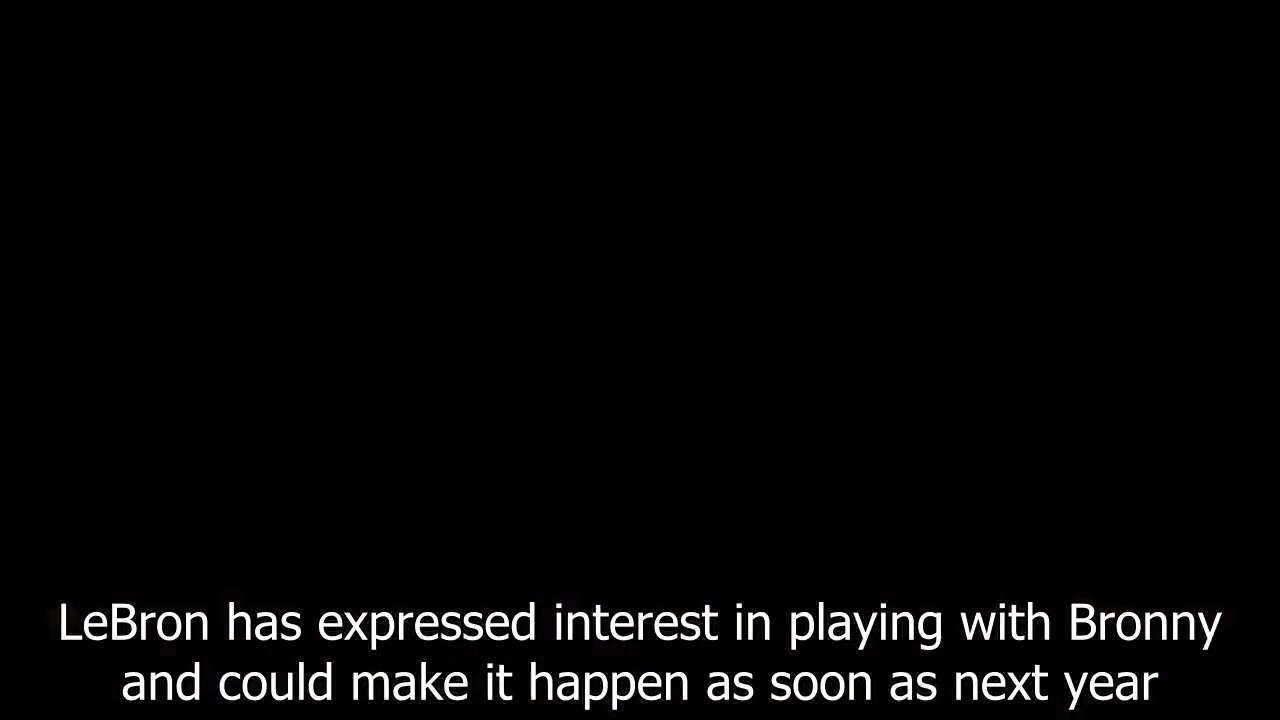 LeBron has expressed interest in playing with Bronny
and could make it happen as soon as next year